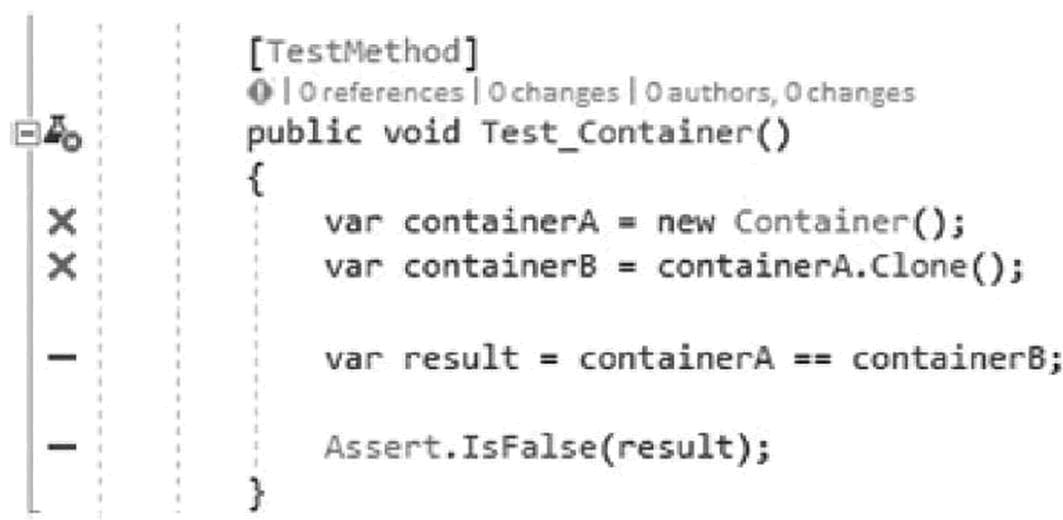 [TestMethod]
| 0 references | 0 changes | 0 authors, 0 changes
public void Test_Container()
{
var containerA = new Container();
var containerB = containerA.Clone();
var result = containerA == containerB;
Assert.IsFalse(result);
}